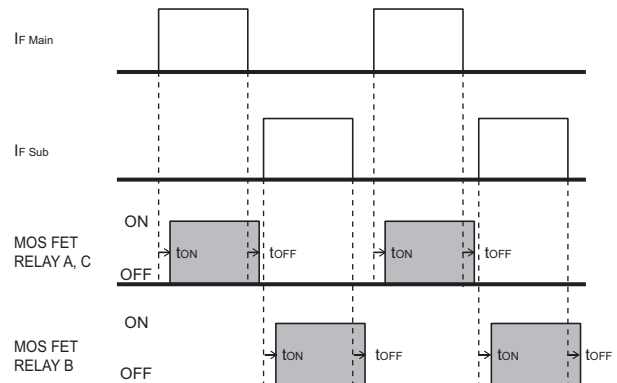 IF Main
IF Sub
ON
MOS FET
RELAY A, C
tON
tOFF
tON
tOFF
OFF
ON
MOS FET
RELAY B
tON
tOFF
tON
tOFF
OFF